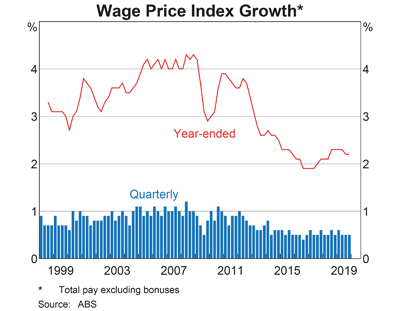 Wage Price Index Growth*
% %
4 4
3 3
Year-ended
2 2
Quarterly
1 1
0 0
1999 2003 2007 2011 2015 2019
* Total pay excluding bonuses
Source: ABS